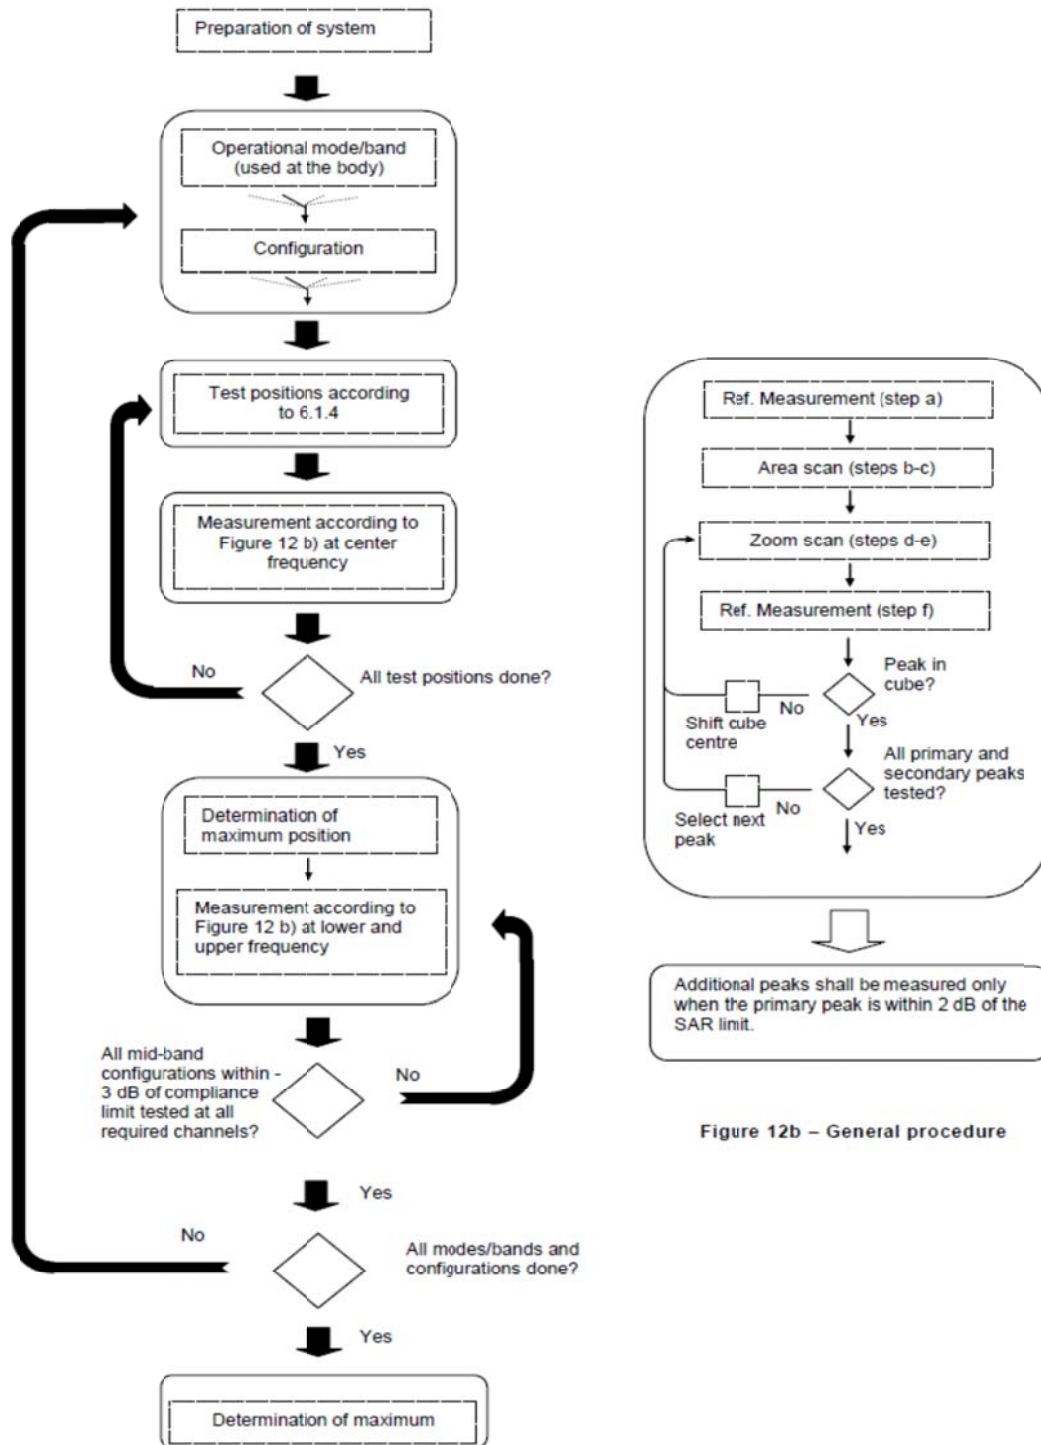 Preparation of system
Operational mode/band
(used at the body)
Configuration
Test positions according
to 6.1.4
Measurement according to
Figure 12 b) at center
frequency
No
All test positions done?
Yes
Determination of
maximum position
Measurement according to
Figure 12 b) at lower and
upper frequency
All mid-band
configurations within -
3 dB of compliance
limit tested at all
required channels?
No
Yes
No
All modes/bands and
configurations done?
Yes
Determination of maximum
Ref. Measurement (step a)
Area scan (steps b-c)
Zoom scan (steps d-e)
Ref. Measurement (step f)
Peak in
cube?
No
Shift cube
centre
Yes
All primary and
secondary peaks
tested?
No
Select next
peak
Yes
Additional peaks shall be measured only
when the primary peak is within 2 dB of the
SAR limit.
Figure 12b – General procedure